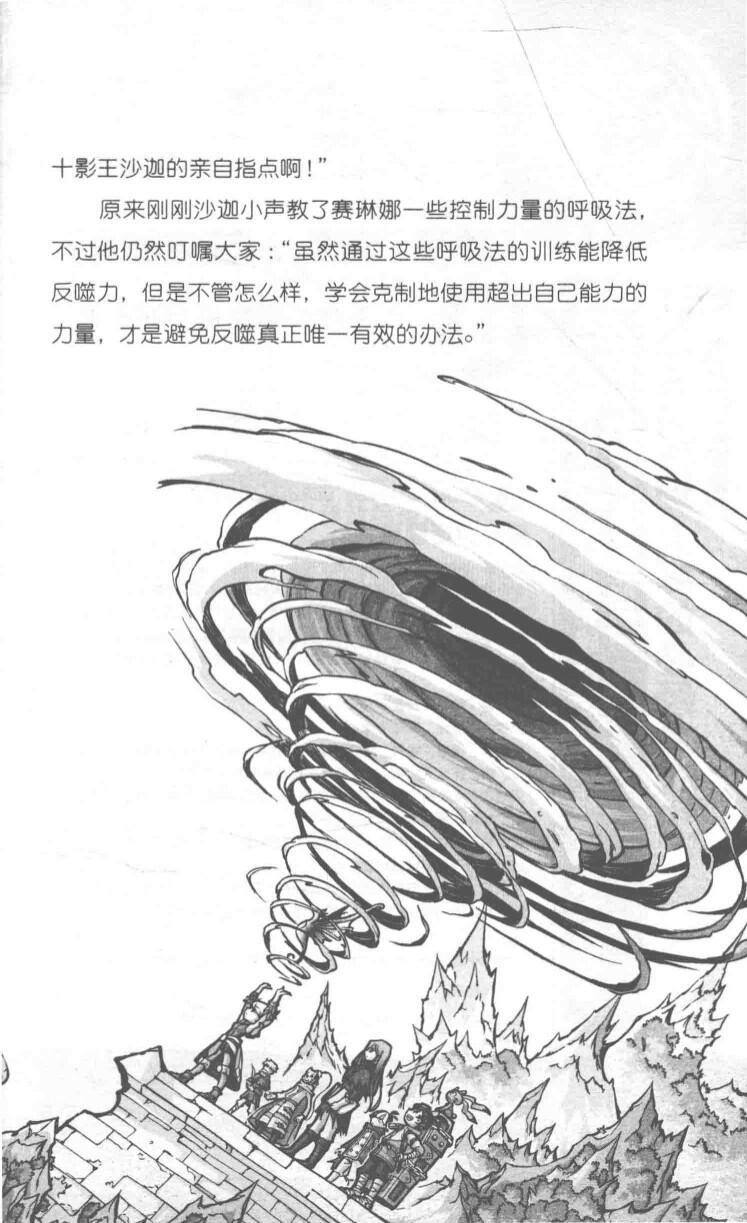 十影王沙迦的亲自指点啊！”
原来刚刚沙迦小声教了赛琳娜一些控制力量的呼吸法，
不过他仍然叮嘱大家：“虽然通过这些呼吸法的训练能降低
反噬力，但是不管怎么样，学会克制地使用超出自己能力的
力量，才是避免反噬真正唯一有效的办法。”